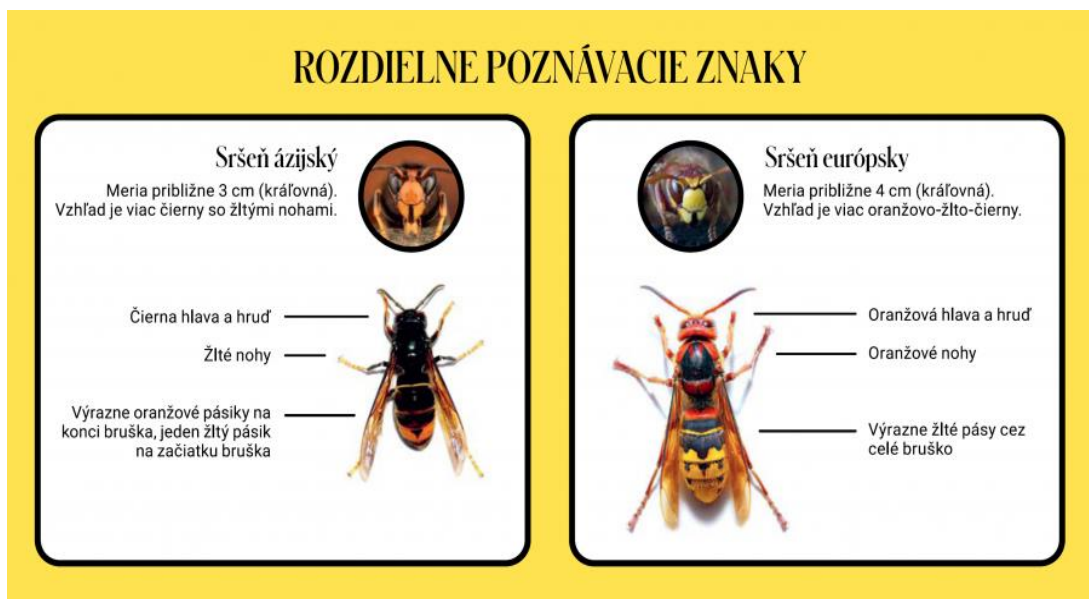 ROZDIELNE POZNÁVACIE ZNAKY
Sršeň ázijský
Meria približne 3 cm (kráľovná).
Vzhľad je viac čierny so žltými nohami.
Čierna hlava a hruď
Žlté nohy
Výrazne oranžové pásiky na
konci bruška, jeden žltý pásik
na začiatku bruška
Sršeň európsky
Meria približne 4 cm (kráľovná).
Vzhľad je viac oranžovo-žlto-čierny.
Oranžová hlava a hruď
Oranžové nohy
Výrazne žlté pásy cez
celé bruško